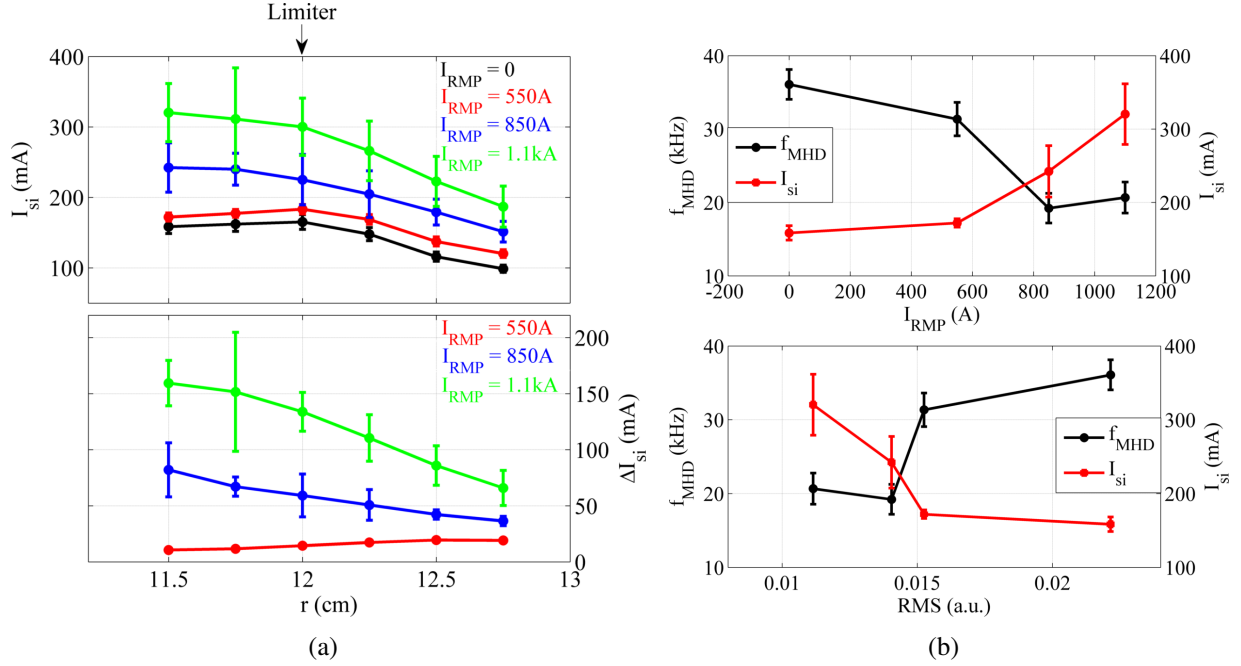 Limiter
400
300
200
100
I_si (mA)
I_RMP = 0
I_RMP = 550A
I_RMP = 850A
I_RMP = 1.1kA
I_RMP = 550A
I_RMP = 850A
I_RMP = 1.1kA
200
150
100
50
0
ΔI_si (mA)
11.5 12 12.5 13
r (cm)
(a)
40
30
20
10
f_MHD (kHz)
f_MHD
I_si
400
300
200
100
I_si (mA)
-200 0 200 400 600 800 1000 1200
I_RMP (A)
40
30
20
10
f_MHD (kHz)
f_MHD
I_si
400
300
200
100
I_si (mA)
0.01 0.015 0.02
RMS (a.u.)
(b)